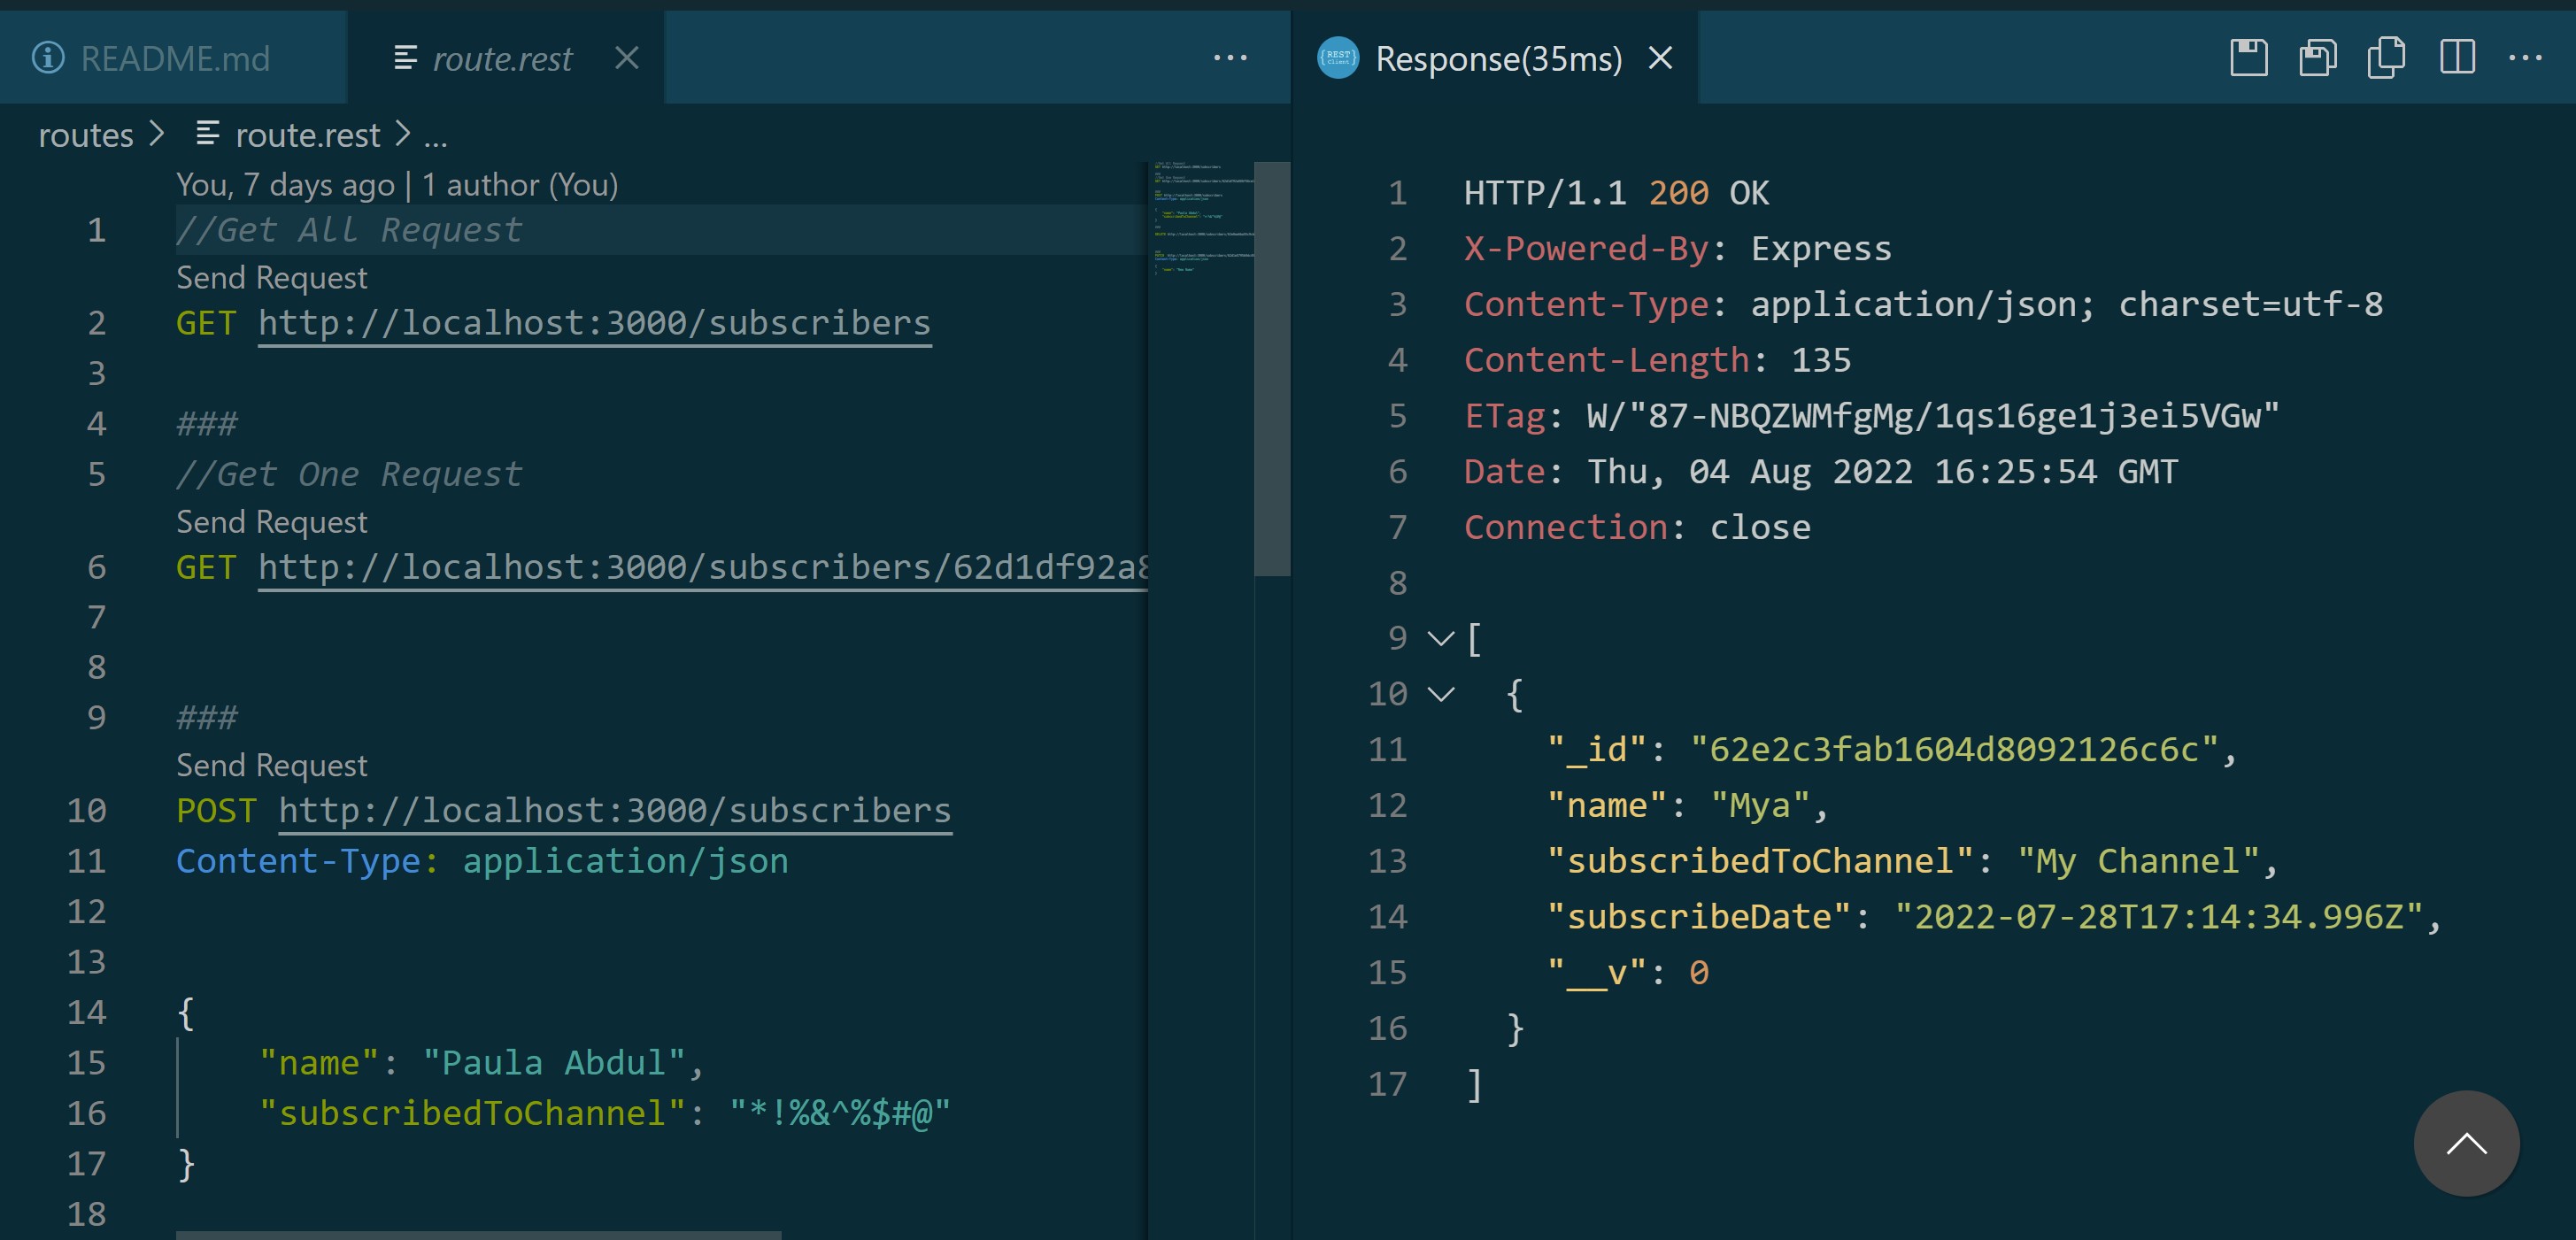 README.md
route.rest
Response(35ms)
routes > route.rest > ...
You, 7 days ago | 1 author (You)
1 //Get All Request
Send Request
2 GET http://localhost:3000/subscribers
3
4 ###
5 //Get One Request
Send Request
6 GET http://localhost:3000/subscribers/62d1df92a8
7
8
9 ###
Send Request
10 POST http://localhost:3000/subscribers
11 Content-Type: application/json
12
13
14 {
15 "name": "Paula Abdul",
16 "subscribedToChannel": "*!%&^%$#@"
17 }
18
1 HTTP/1.1 200 OK
2 X-Powered-By: Express
3 Content-Type: application/json; charset=utf-8
4 Content-Length: 135
5 ETag: W/"87-NBQZWMfgMg/1qs16ge1j3ei5VGw"
6 Date: Thu, 04 Aug 2022 16:25:54 GMT
7 Connection: close
8
9 [
10 {
11 "_id": "62e2c3fab1604d8092126c6c",
12 "name": "Mya",
13 "subscribedToChannel": "My Channel",
14 "subscribeDate": "2022-07-28T17:14:34.996Z",
15 "__v": 0
16 }
17 ]